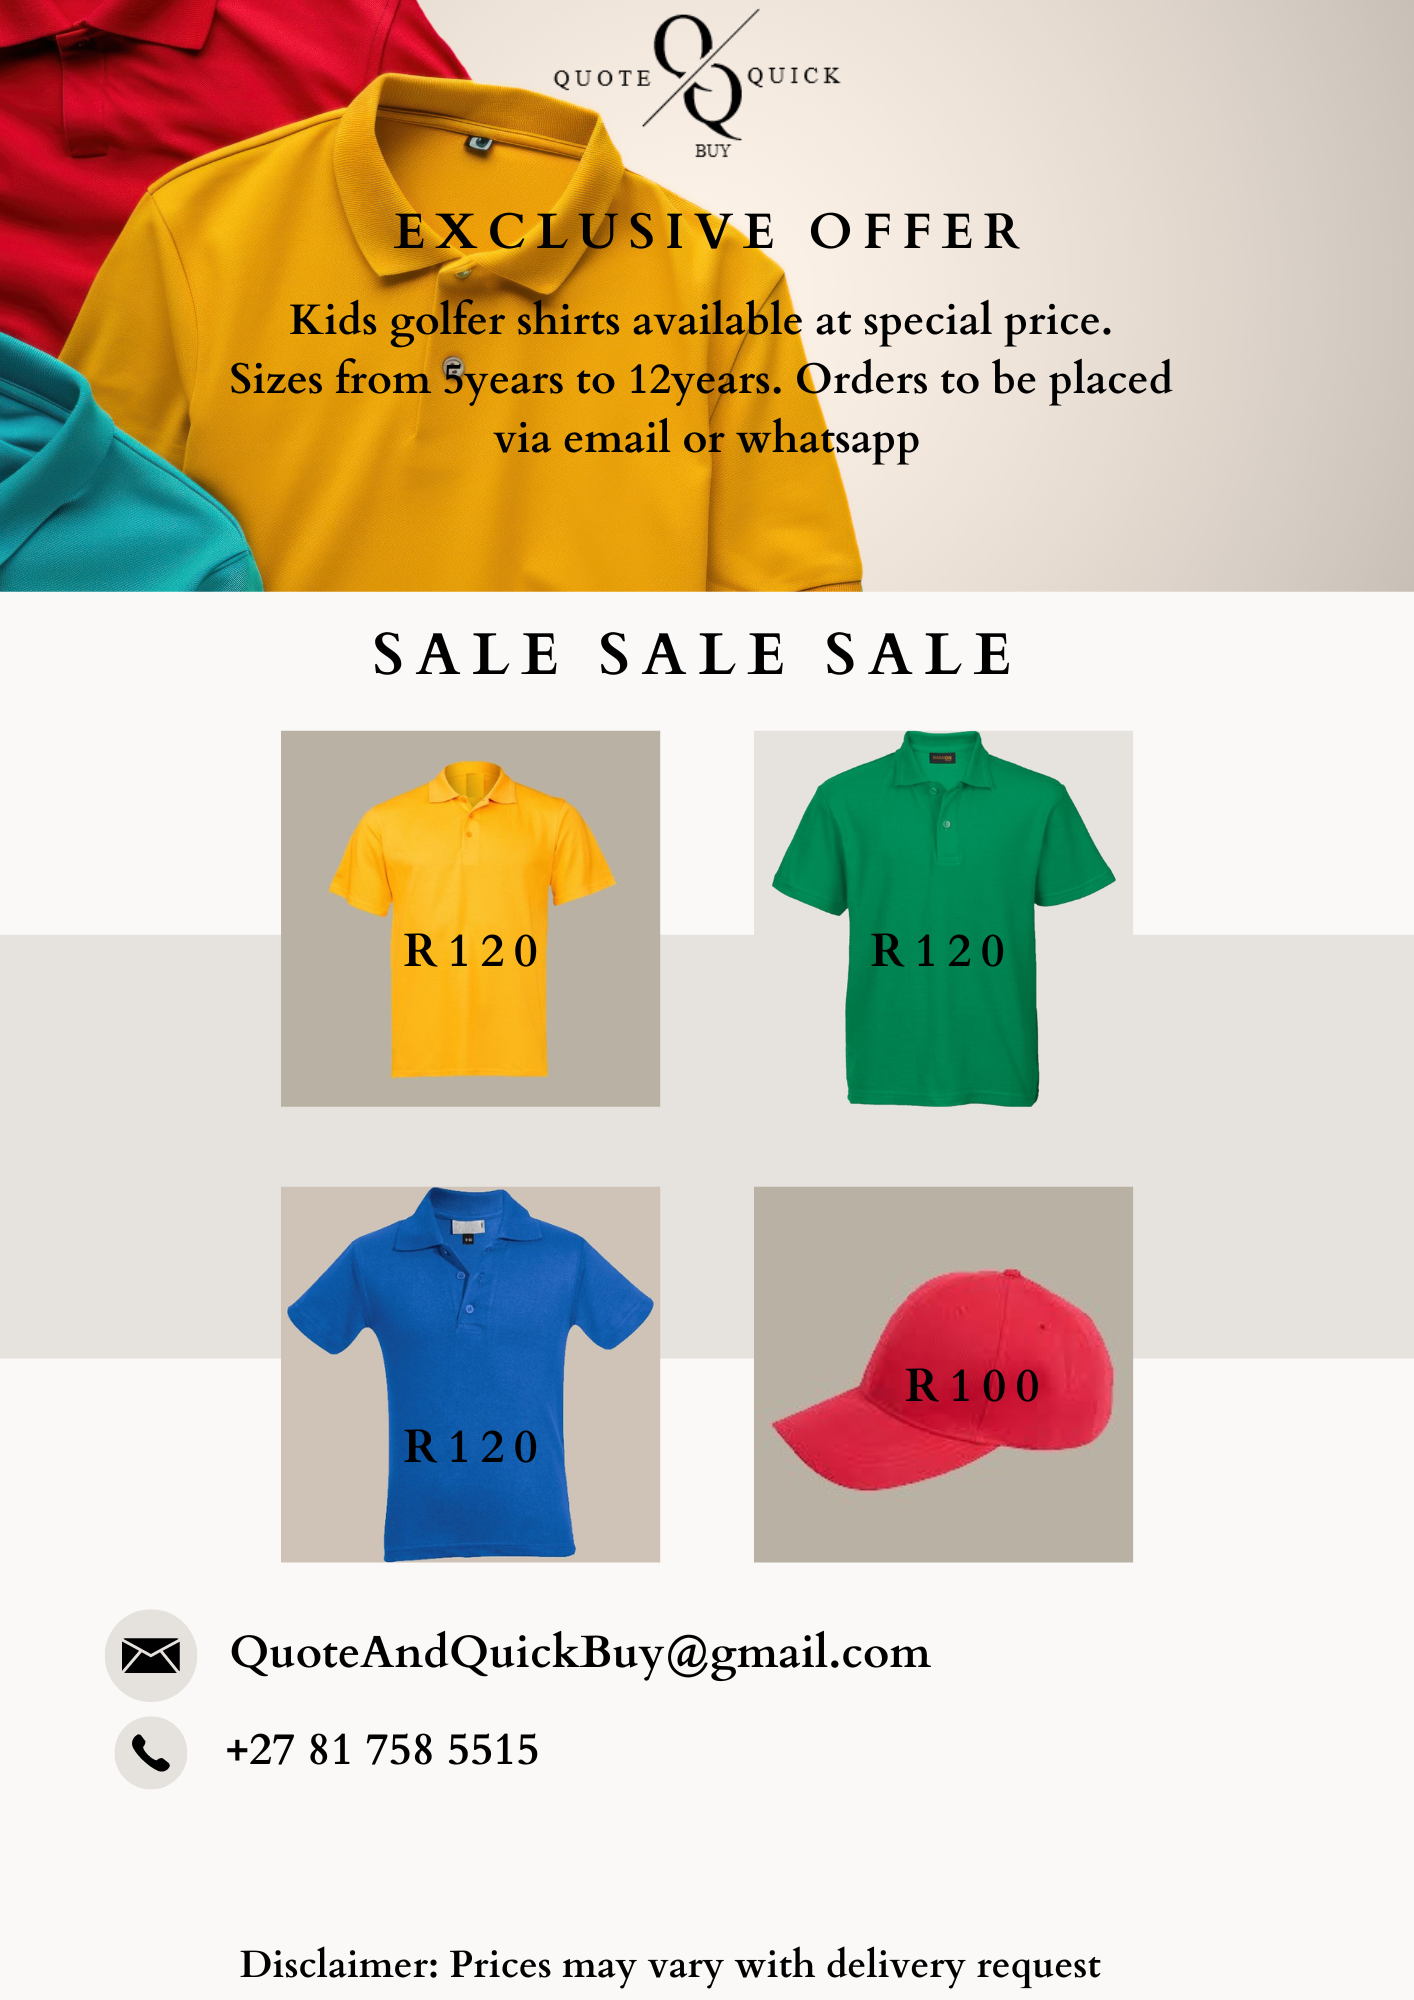 QUOTE QUICK
BUY
EXCLUSIVE OFFER
Kids golfer shirts available at special price.
Sizes from 5years to 12years. Orders to be placed
via email or whatsapp
SALE SALE SALE
R120
R120
R120
R100
QuoteAndQuickBuy@gmail.com
+27 81 758 5515
Disclaimer: Prices may vary with delivery request